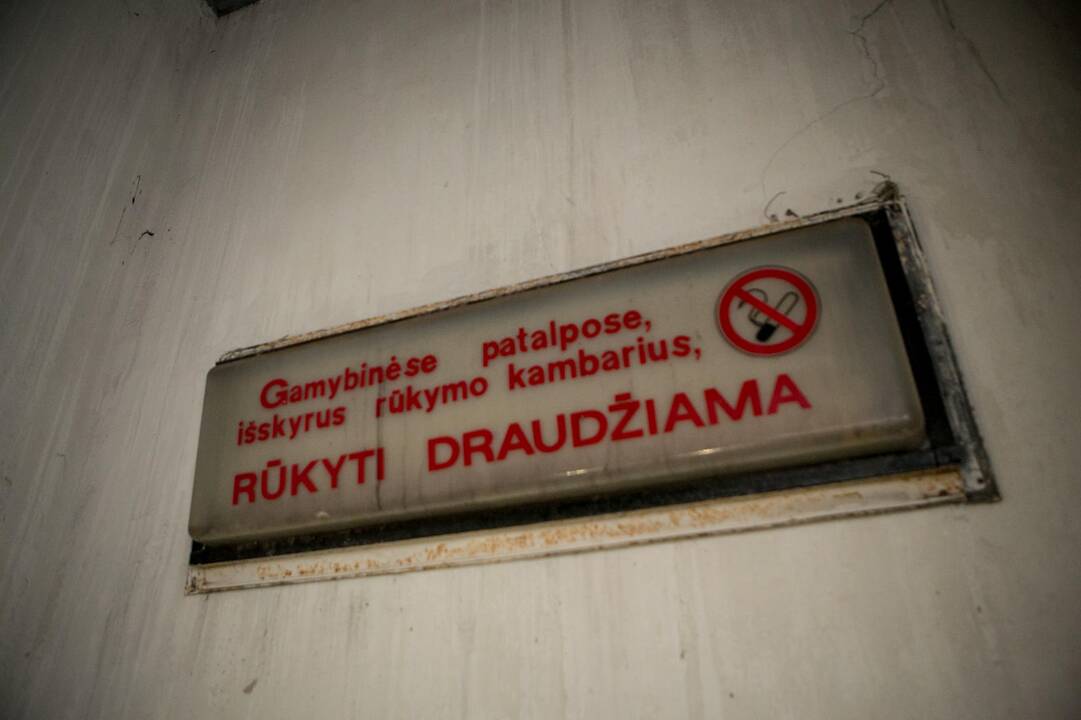 Gamybinėse patalpose,
išskyrus rūkymo kambarius,
RŪKYTI DRAUDŽIAMA